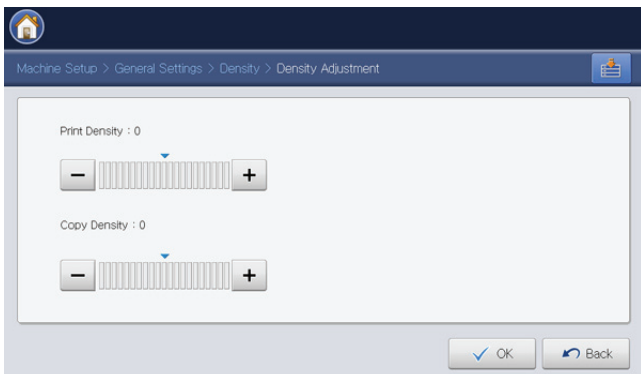 Machine Setup > General Settings > Density > Density Adjustment
Print Density : 0
− +
Copy Density : 0
− +
OK Back